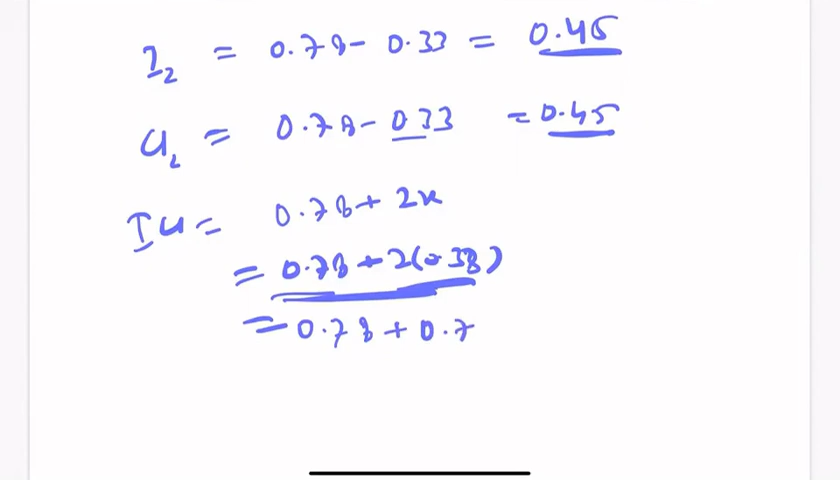 I₂ = 0.78 - 0.33 = 0.45
U₂ = 0.78 - 0.33 = 0.45
IU = 0.78 + 2x
= 0.78 + 2(0.38)
= 0.78 + 0.7